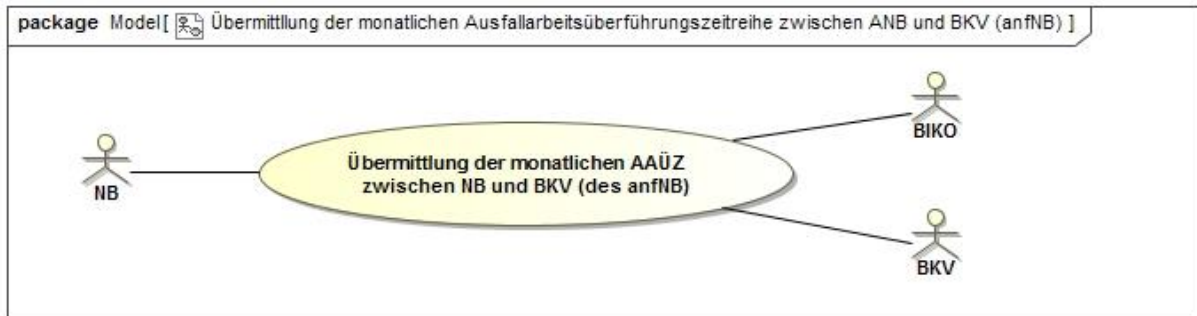 package Model[ Übermittllung der monatlichen Ausfallarbeitsüberführungszeitreihe zwischen ANB und BKV (anfNB) ]
BIKO
Übermittlung der monatlichen AAÜZ
zwischen NB und BKV (des anfNB)
NB
BKV